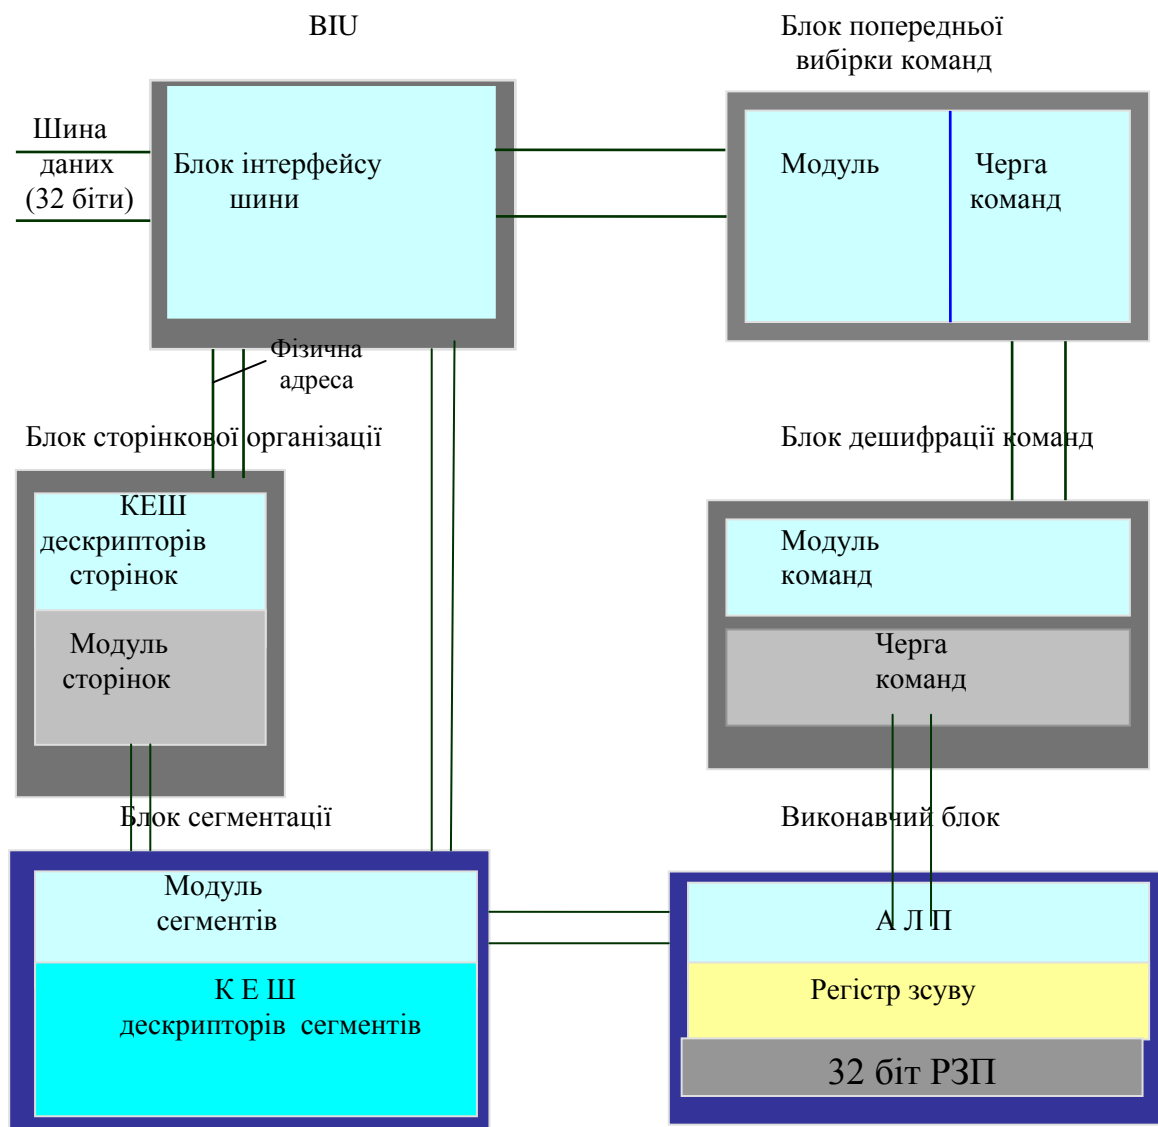 BIU
Блок попередньої
вибірки команд
Шина
даних
(32 біти)
Блок інтерфейсу
шини
Модуль
Черга
команд
Фізична
адреса
Блок сторінкової організації
Блок дешифрації команд
КЕШ
дескрипторів
сторінок
Модуль
сторінок
Модуль
команд
Черга
команд
Блок сегментації
Виконавчий блок
Модуль
сегментів
К Е Ш
дескрипторів сегментів
А Л П
Регістр зсуву
32 біт РЗП